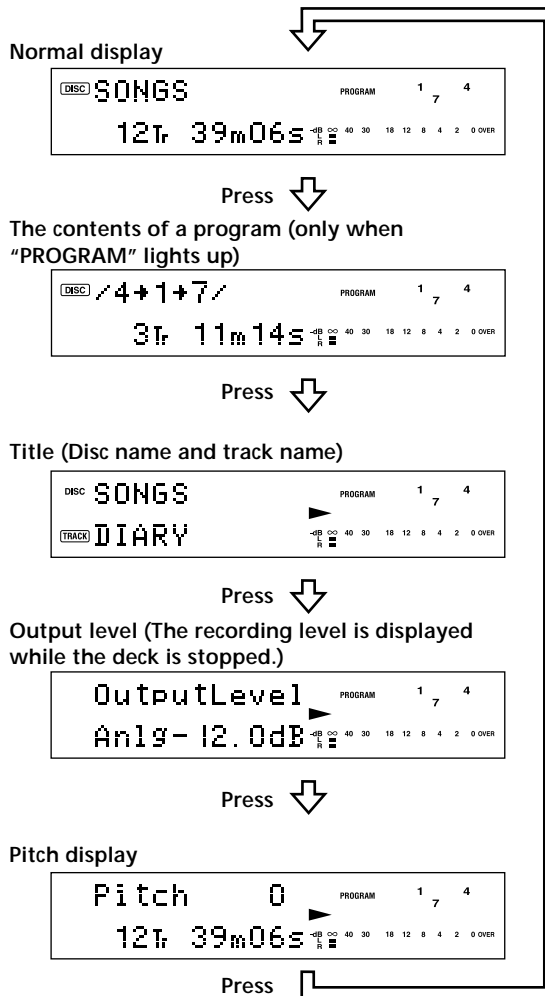 Normal display
DISC SONGS PROGRAM 1 4
7
12Tr 39m06s -dB ∞ 40 30 18 12 8 4 2 0 OVER
L
R
Press
The contents of a program (only when
“PROGRAM” lights up)
DISC /4→1→7/ PROGRAM 1 4
7
3Tr 11m14s -dB ∞ 40 30 18 12 8 4 2 0 OVER
L
R
Press
Title (Disc name and track name)
DISC SONGS PROGRAM 1 4
7
TRACK DIARY -dB ∞ 40 30 18 12 8 4 2 0 OVER
L
R
Press
Output level (The recording level is displayed
while the deck is stopped.)
OutputLevel PROGRAM 1 4
7
Anlg-12.0dB -dB ∞ 40 30 18 12 8 4 2 0 OVER
L
R
Press
Pitch display
Pitch 0 PROGRAM 1 4
7
12Tr 39m06s -dB ∞ 40 30 18 12 8 4 2 0 OVER
L
R
Press